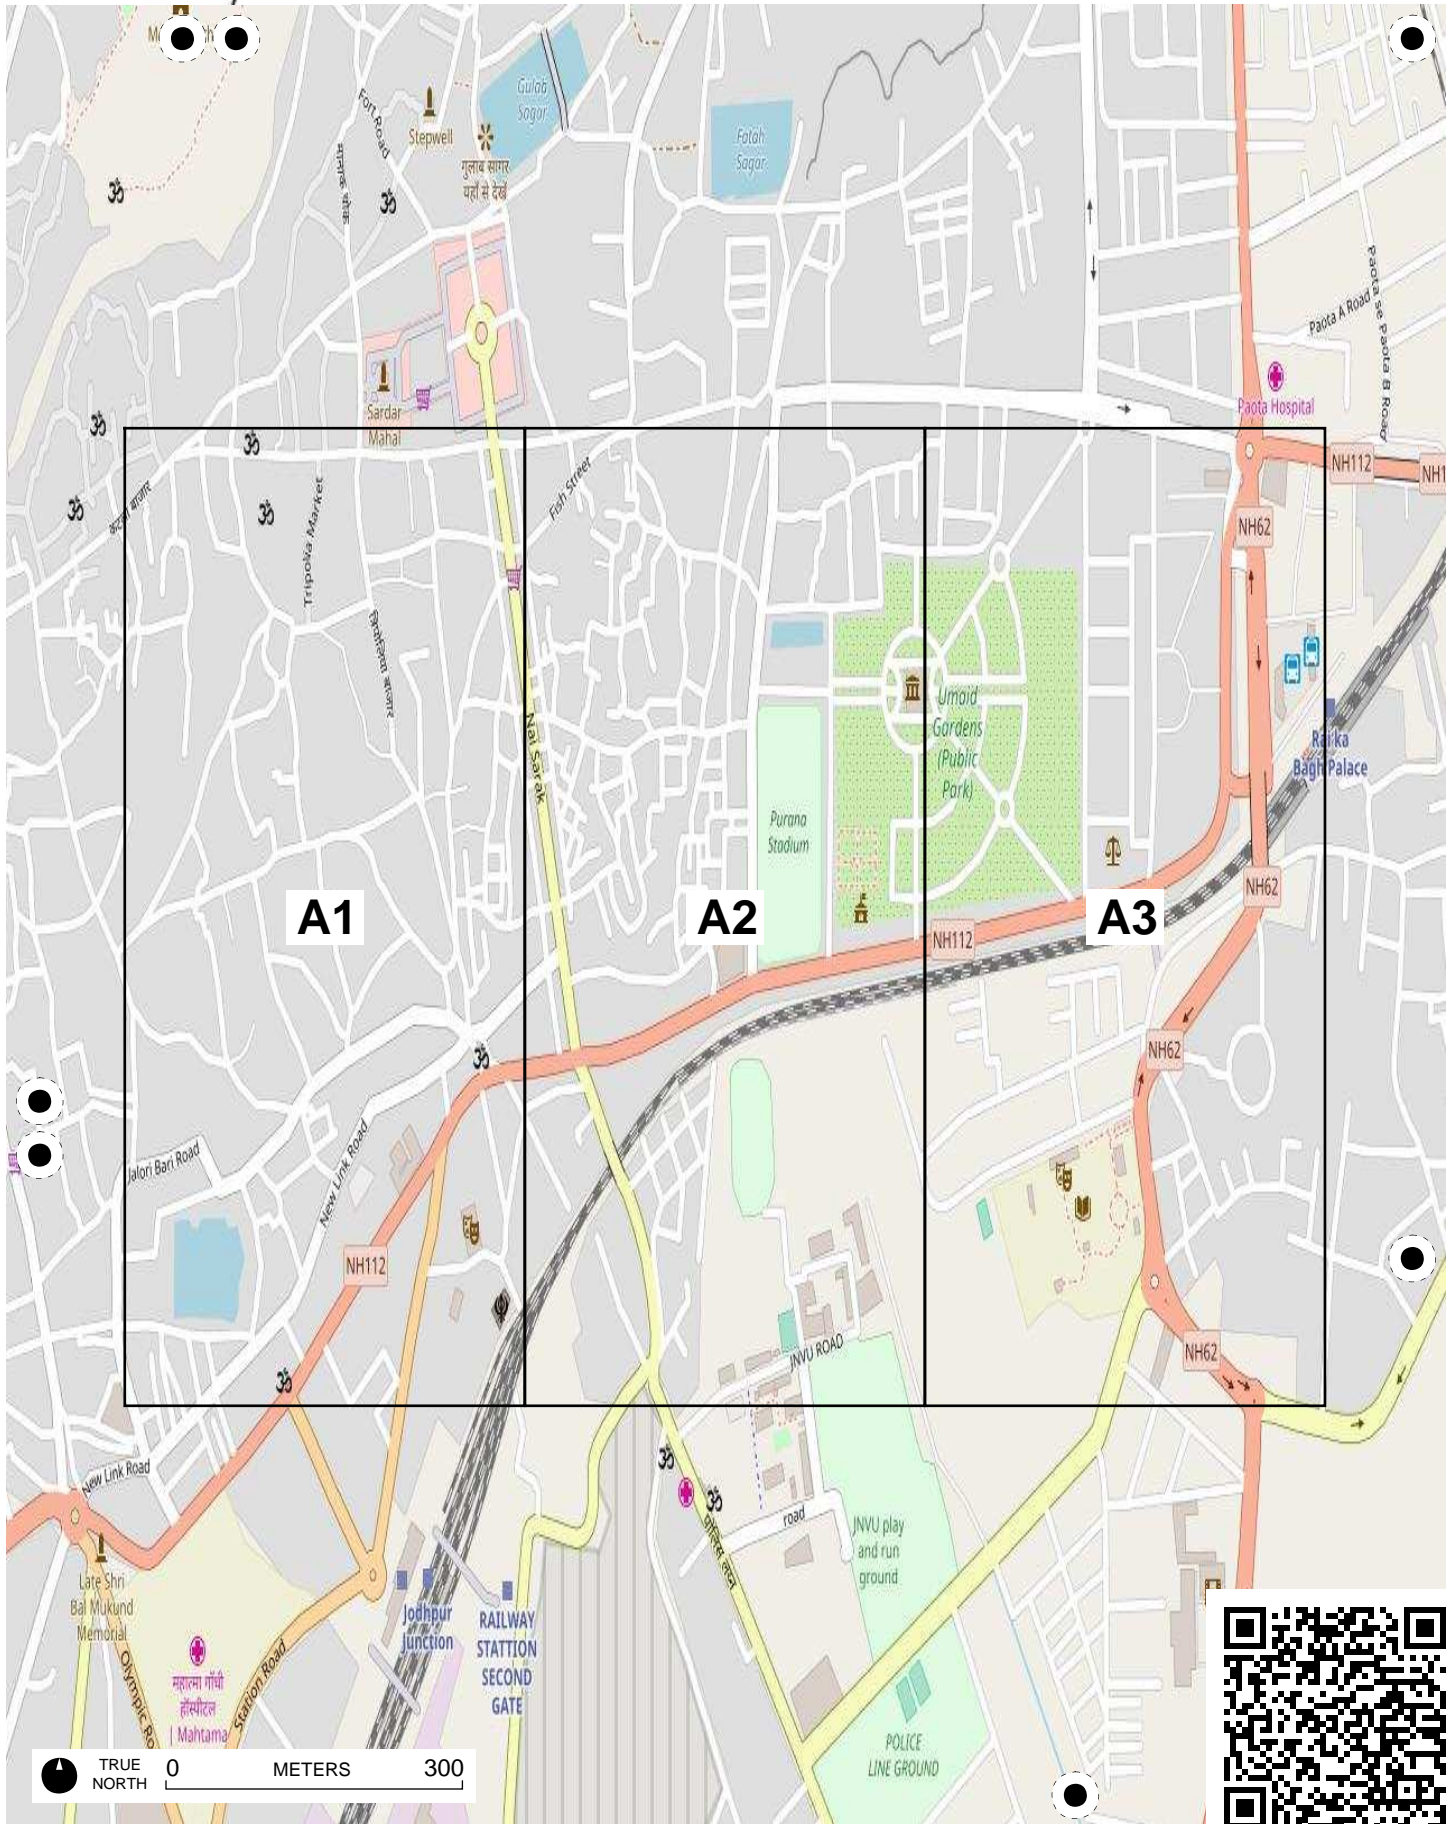 Gulab
Sagar
Fort Road
Stepwell
गुलाब सागर
यहाँ से देखें
Fatah
Sagar
Paota A Road
Paota se Paota B Road
Paota Hospital
Sardar
Mahal
NH112
Fish Street
Tripolia Market
NH62
Nai Sarak
Umaid
Gardens
(Public
Park)
Rai ka
Bagh Palace
Purana
Stadium
A1
A2
A3
NH62
NH112
NH62
Jalori Bari Road
New Link Road
NH112
JNVU ROAD
NH62
New Link Road
road
JNVU play
and run
ground
Late Shri
Bal Mukund
Memorial
Jodhpur
Junction
RAILWAY
STATTION
SECOND
GATE
Station Road
महात्मा गाँधी
हॉस्पीटल
| Mahtama
POLICE
LINE GROUND
TRUE
NORTH
0 METERS 300